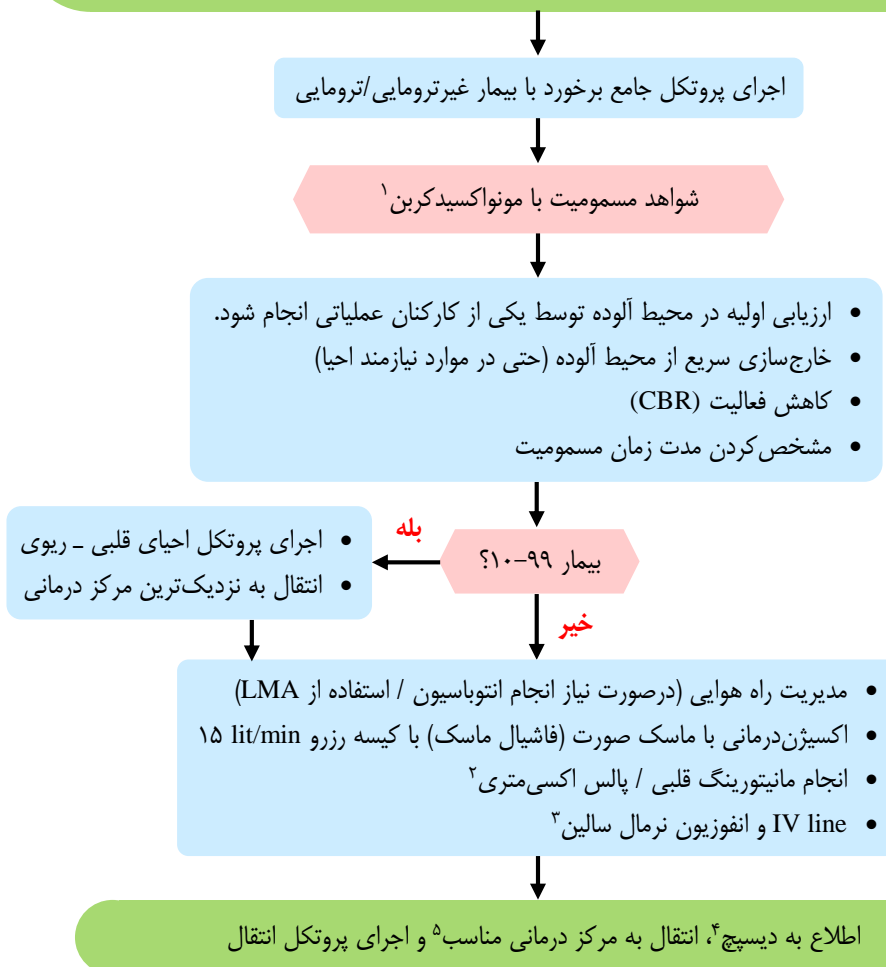 اجرای پروتکل جامع برخورد با بیمار غیرترومایی/ترومایی
شواهد مسمومیت با مونواکسیدکربن۱
• ارزیابی اولیه در محیط آلوده توسط یکی از کارکنان عملیاتی انجام شود.
• خارج‌سازی سریع از محیط آلوده (حتی در موارد نیازمند احیا)
• کاهش فعالیت (CBR)
• مشخص‌کردن مدت زمان مسمومیت
بیمار ۹۹–۱۰؟
بله
• اجرای پروتکل احیای قلبی ـ ریوی
• انتقال به نزدیک‌ترین مرکز درمانی
خیر
• مدیریت راه هوایی (درصورت نیاز انجام انتوباسیون / استفاده از LMA)
• اکسیژن‌درمانی با ماسک صورت (فاشیال ماسک) با کیسه رزرو ۱۵ lit/min
• انجام مانیتورینگ قلبی / پالس اکسی‌متری۲
• IV line و انفوزیون نرمال سالین۳
اطلاع به دیسپچ۴، انتقال به مرکز درمانی مناسب۵ و اجرای پروتکل انتقال